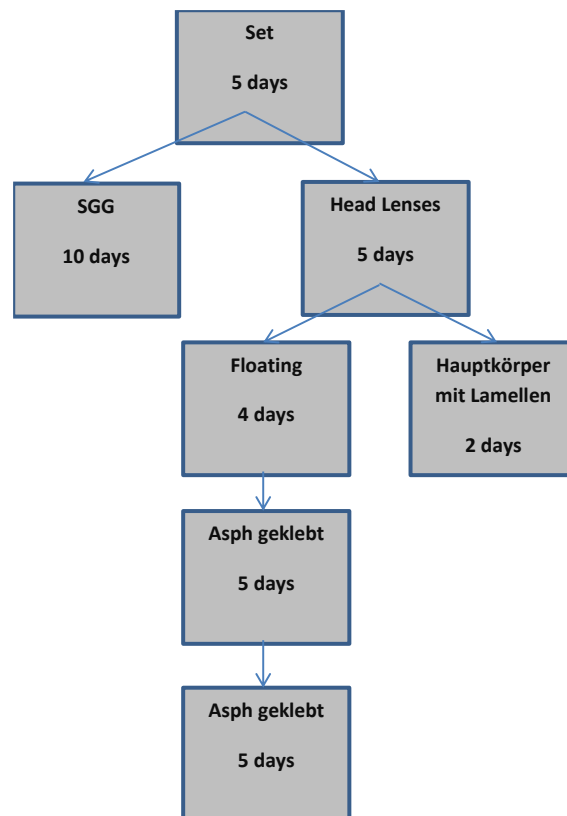 Set
5 days
SGG
10 days
Head Lenses
5 days
Floating
4 days
Hauptkörper
mit Lamellen
2 days
Asph geklebt
5 days
Asph geklebt
5 days